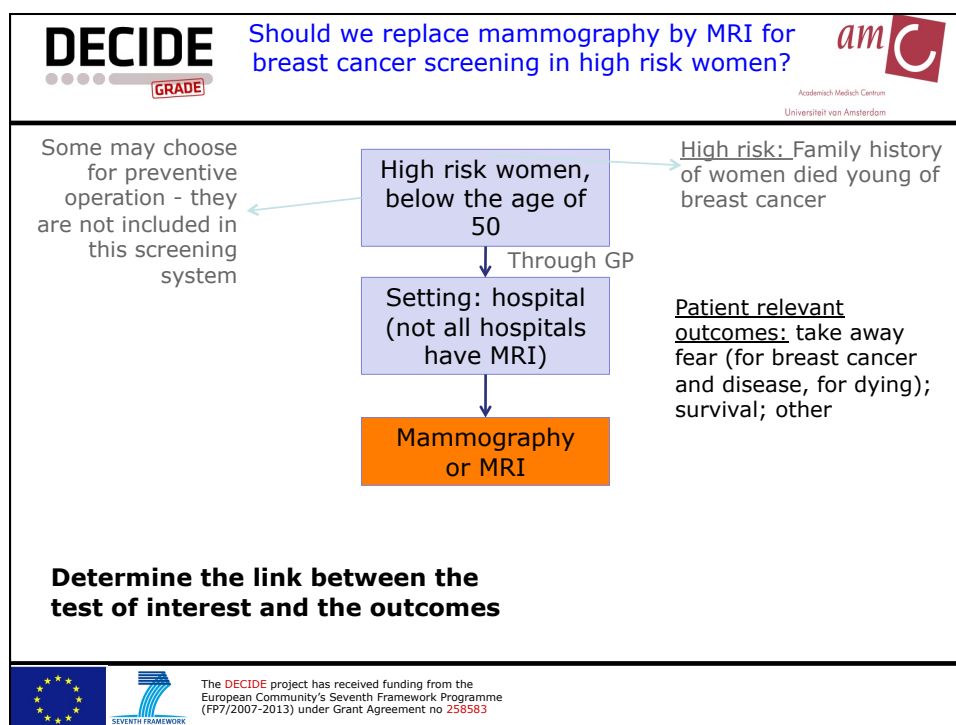 DECIDE
GRADE
Should we replace mammography by MRI for
breast cancer screening in high risk women?
amC
Academisch Medisch Centrum
Universiteit van Amsterdam
Some may choose
for preventive
operation - they
are not included in
this screening
system
High risk women,
below the age of
50
High risk: Family history
of women died young of
breast cancer
Through GP
Setting: hospital
(not all hospitals
have MRI)
Patient relevant
outcomes: take away
fear (for breast cancer
and disease, for dying);
survival; other
Mammography
or MRI
Determine the link between the
test of interest and the outcomes
7
SEVENTH FRAMEWORK
The DECIDE project has received funding from the
European Community's Seventh Framework Programme
(FP7/2007-2013) under Grant Agreement no 258583